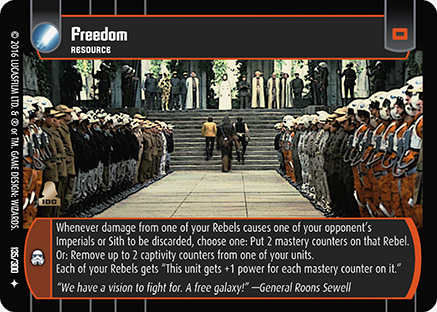 Freedom
RESOURCE
Whenever damage from one of your Rebels causes one of your opponent's
Imperials or Sith to be discarded, choose one: Put 2 mastery counters on that Rebel.
Or: Remove up to 2 captivity counters from one of your units.
Each of your Rebels gets "This unit gets +1 power for each mastery counter on it."
"We have a vision to fight for. A free galaxy!" —General Roons Sewell
© 2016 LUCASFILM LTD. & ® or TM. GAME DESIGN: WIZARDS.